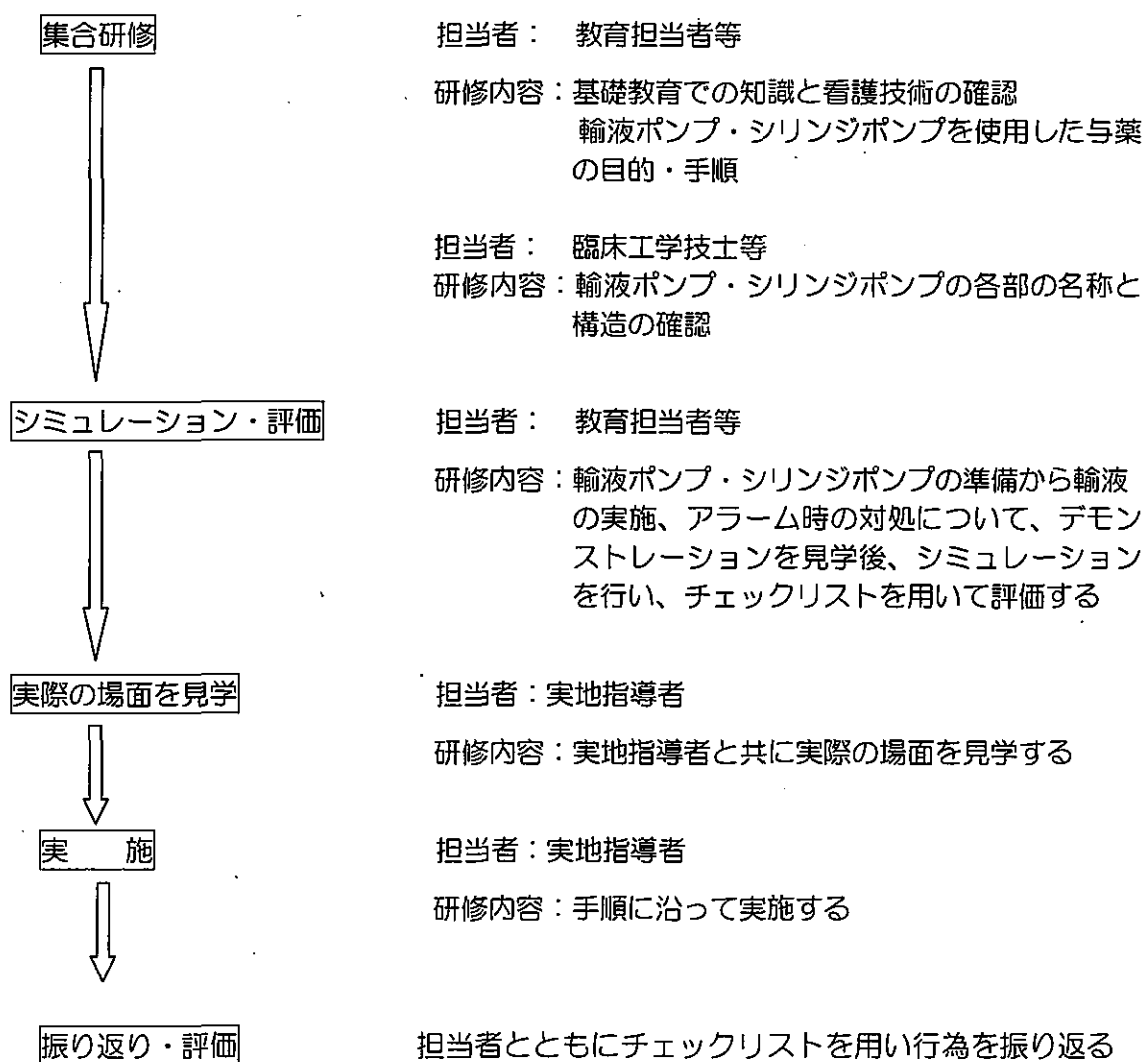 集合研修
担当者： 教育担当者等
研修内容：基礎教育での知識と看護技術の確認
輸液ポンプ・シリンジポンプを使用した与薬
の目的・手順
担当者： 臨床工学技士等
研修内容：輸液ポンプ・シリンジポンプの各部の名称と
構造の確認
シミュレーション・評価
担当者： 教育担当者等
研修内容：輸液ポンプ・シリンジポンプの準備から輸液
の実施、アラーム時の対処について、デモン
ストレーションを見学後、シミュレーション
を行い、チェックリストを用いて評価する
実際の場面を見学
担当者：実地指導者
研修内容：実地指導者と共に実際の場面を見学する
実　　施
担当者：実地指導者
研修内容：手順に沿って実施する
振り返り・評価
担当者とともにチェックリストを用い行為を振り返る